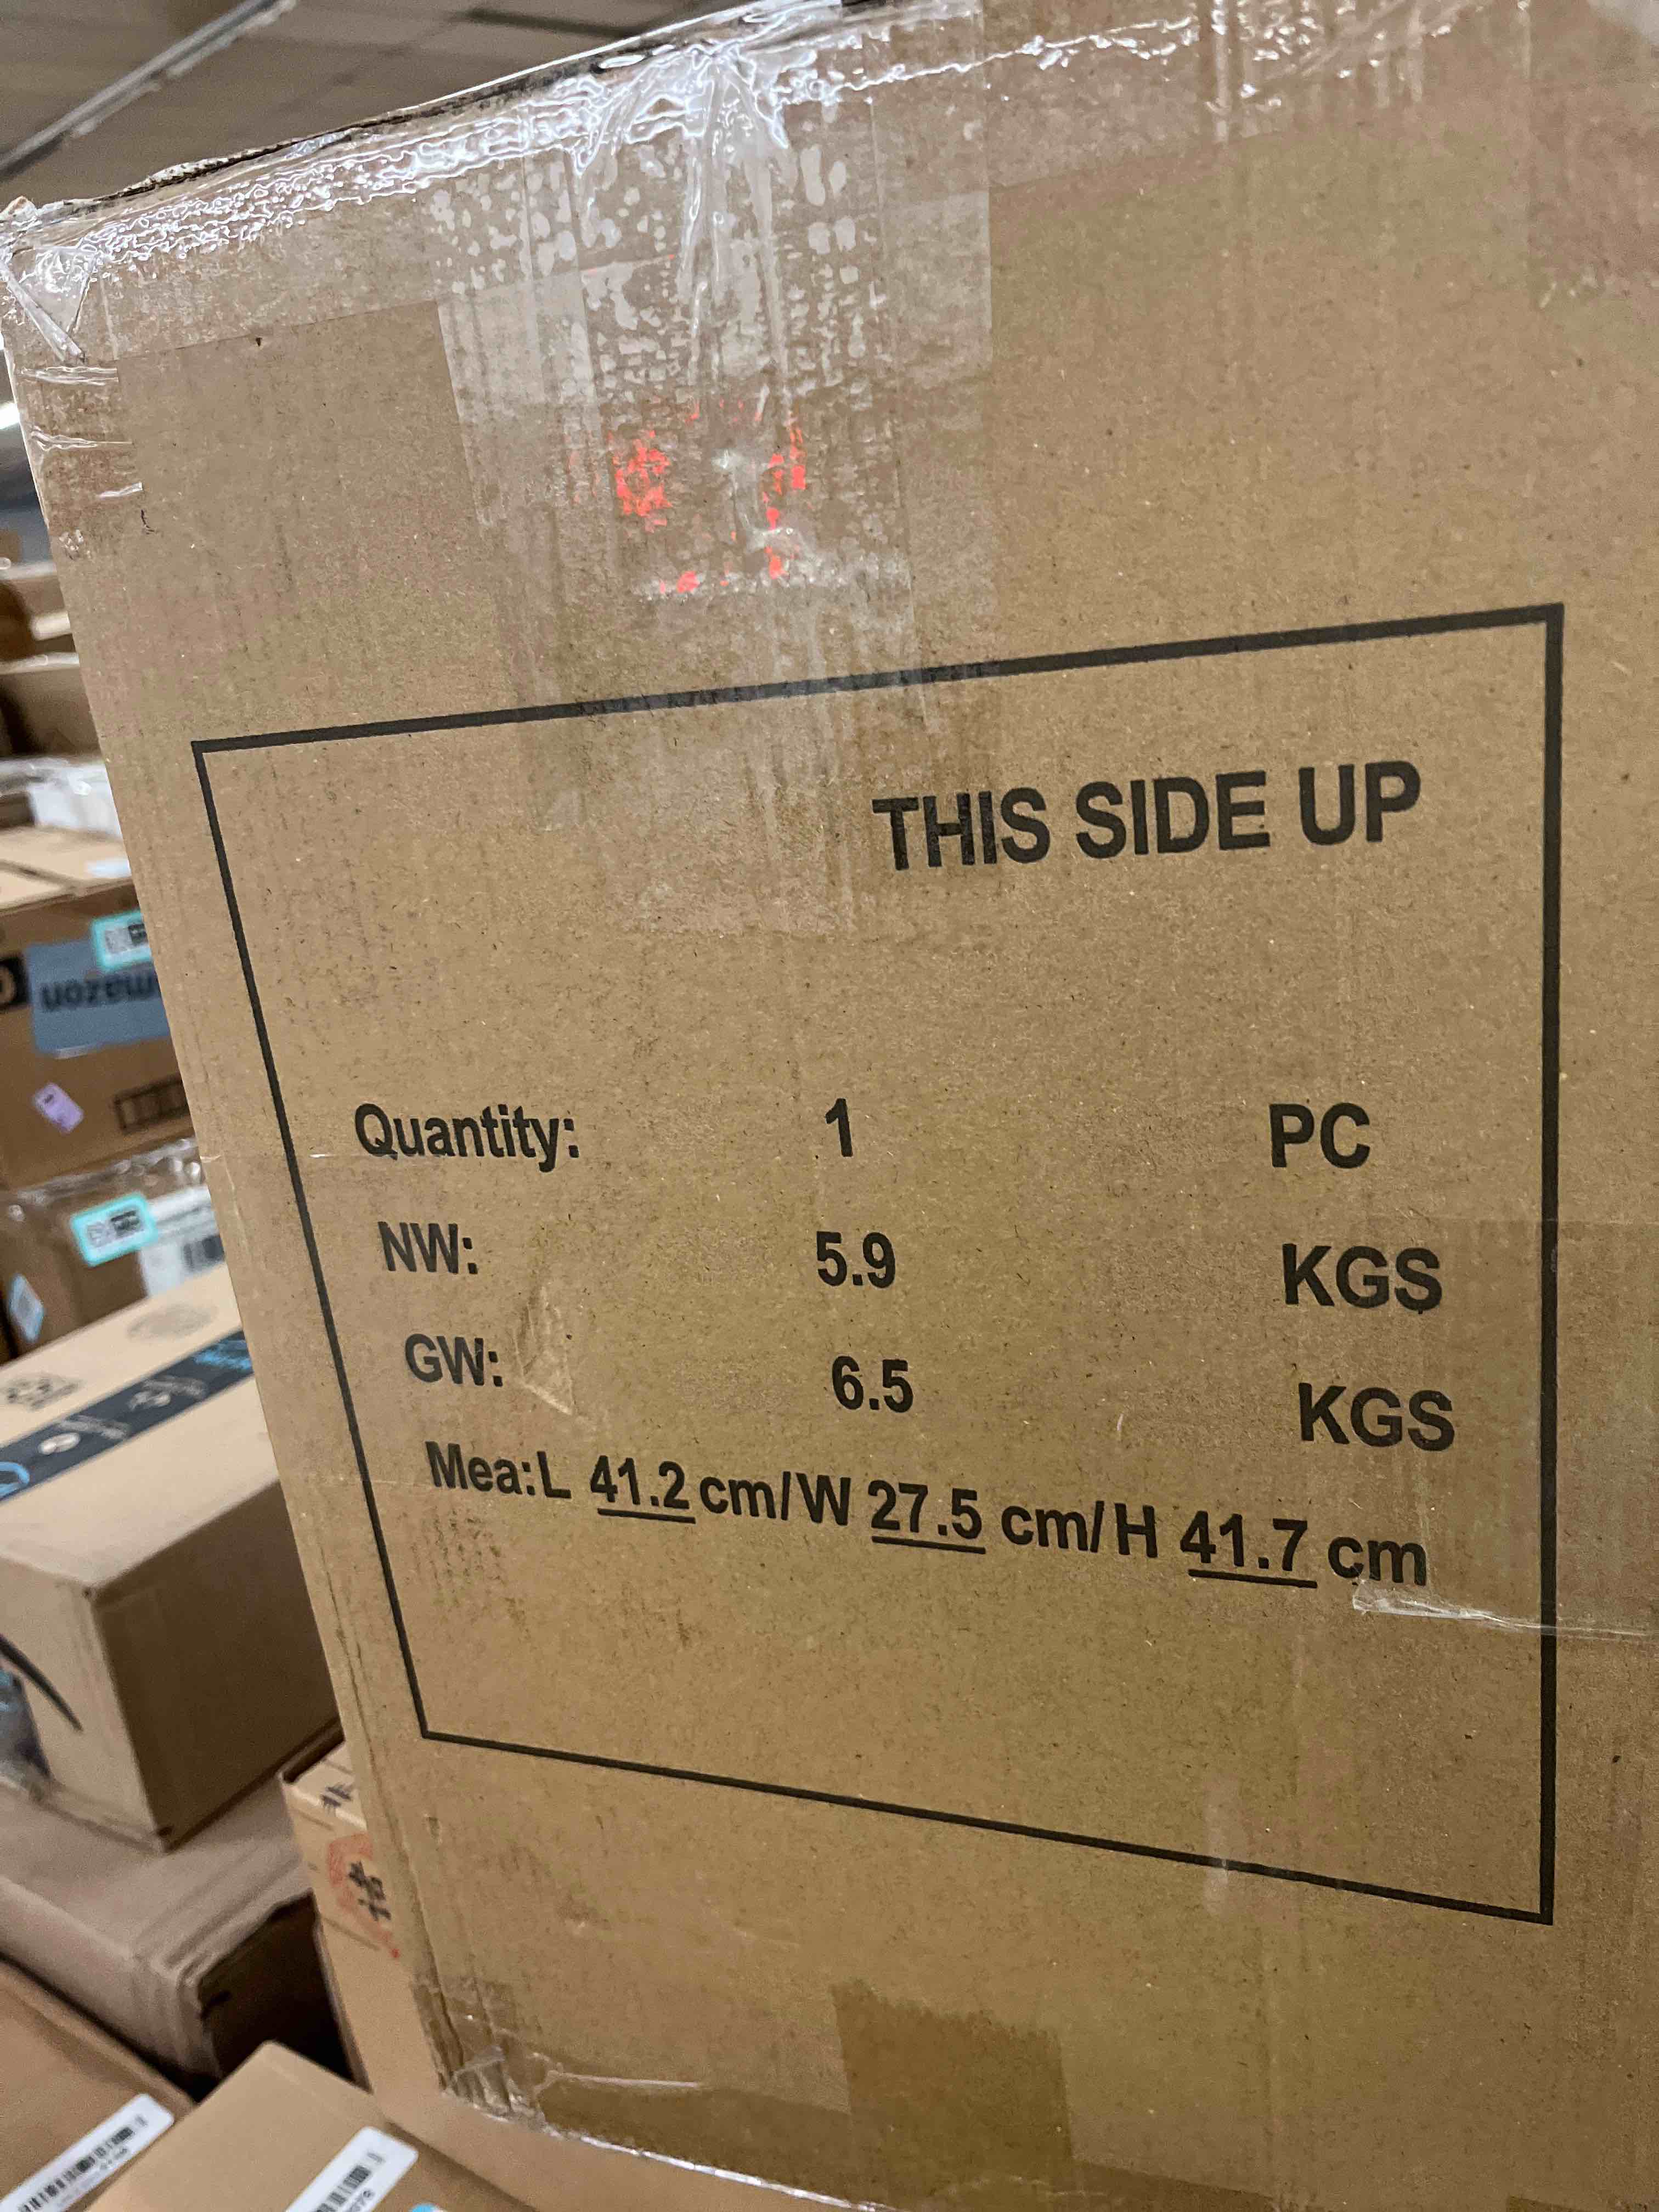 THIS SIDE UP
Quantity: 1 PC
NW: 5.9 KGS
GW: 6.5 KGS
Mea:L 41.2 cm/W 27.5 cm/H 41.7 cm
amazon